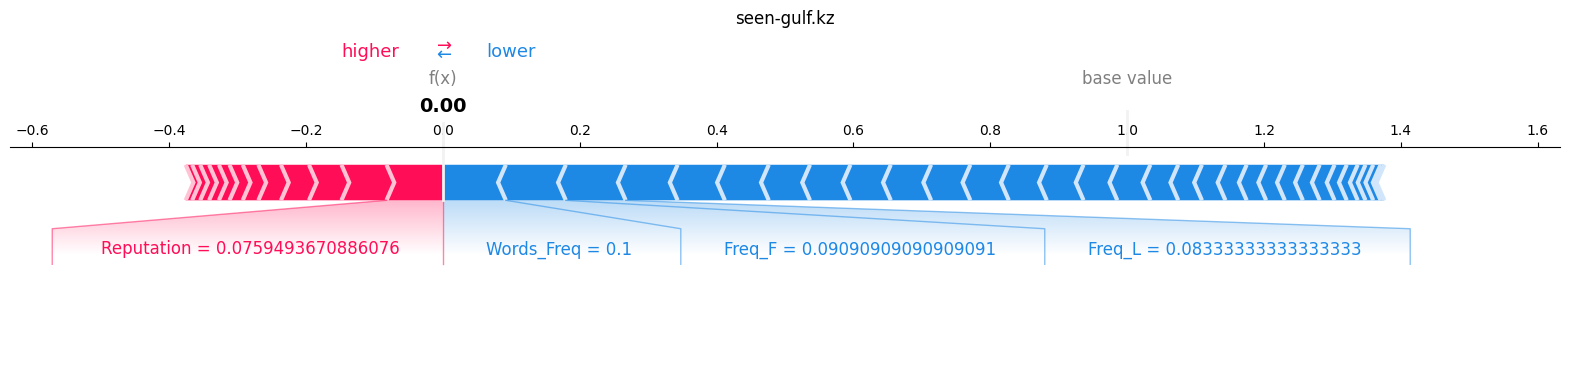 seen-gulf.kz
higher ⇄ lower
f(x) base value
0.00
−0.6 −0.4 −0.2 0.0 0.2 0.4 0.6 0.8 1.0 1.2 1.4 1.6
Reputation = 0.0759493670886076 Words_Freq = 0.1 Freq_F = 0.09090909090909091 Freq_L = 0.08333333333333333